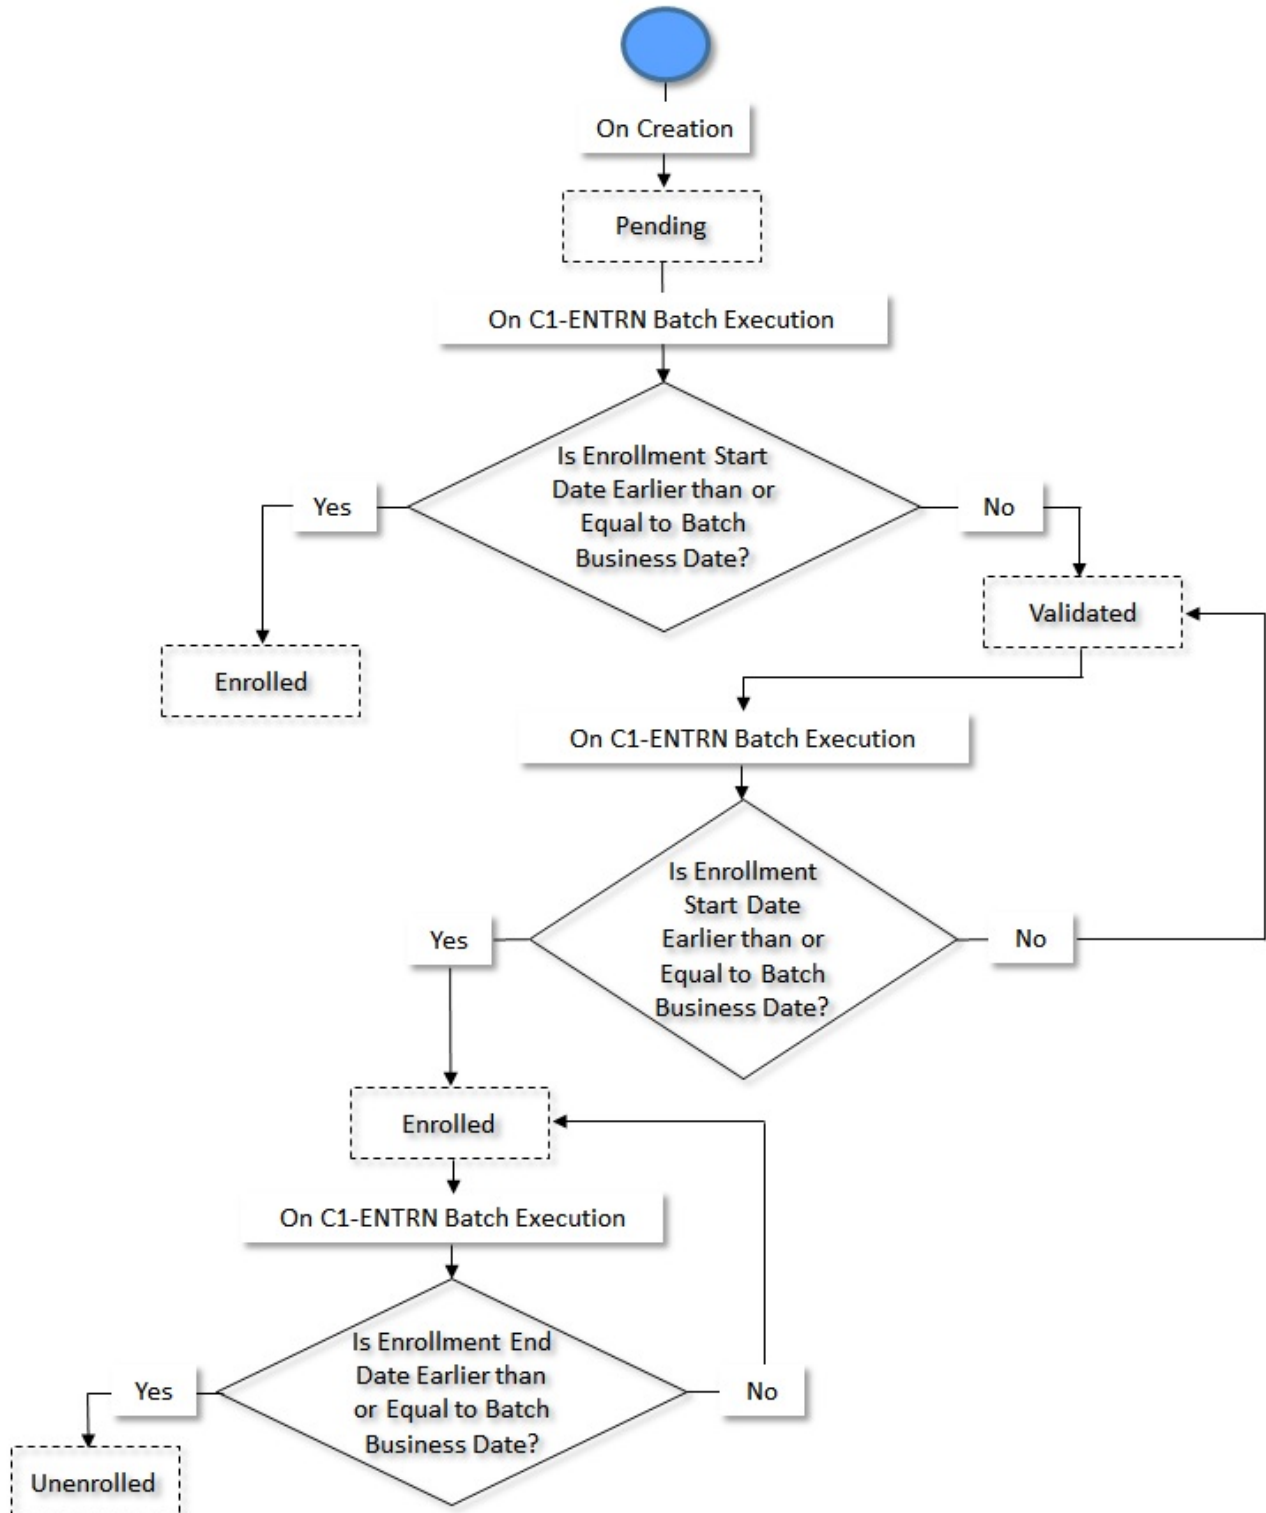 On Creation
Pending
On C1-ENTRN Batch Execution
Is Enrollment Start
Date Earlier than or
Equal to Batch
Business Date?
Yes
No
Enrolled
Validated
On C1-ENTRN Batch Execution
Is Enrollment
Start Date
Earlier than or
Equal to Batch
Business Date?
Yes
No
Enrolled
On C1-ENTRN Batch Execution
Is Enrollment End
Date Earlier than
or Equal to Batch
Business Date?
Yes
No
Unenrolled